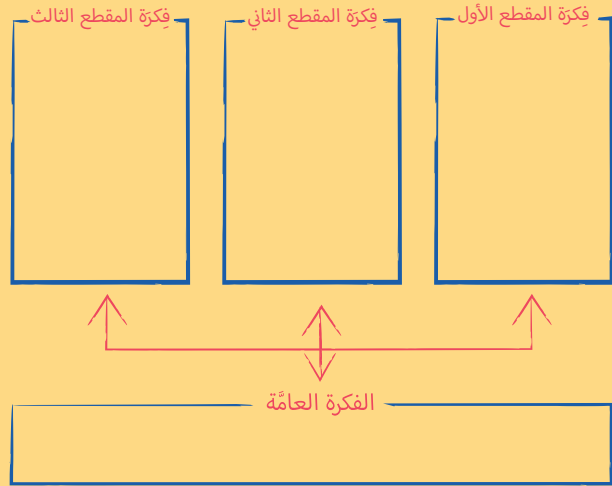 فِكرَة المقطع الأول
فِكرَة المقطع الثاني
فِكرَة المقطع الثالث
الفكرة العامَّة